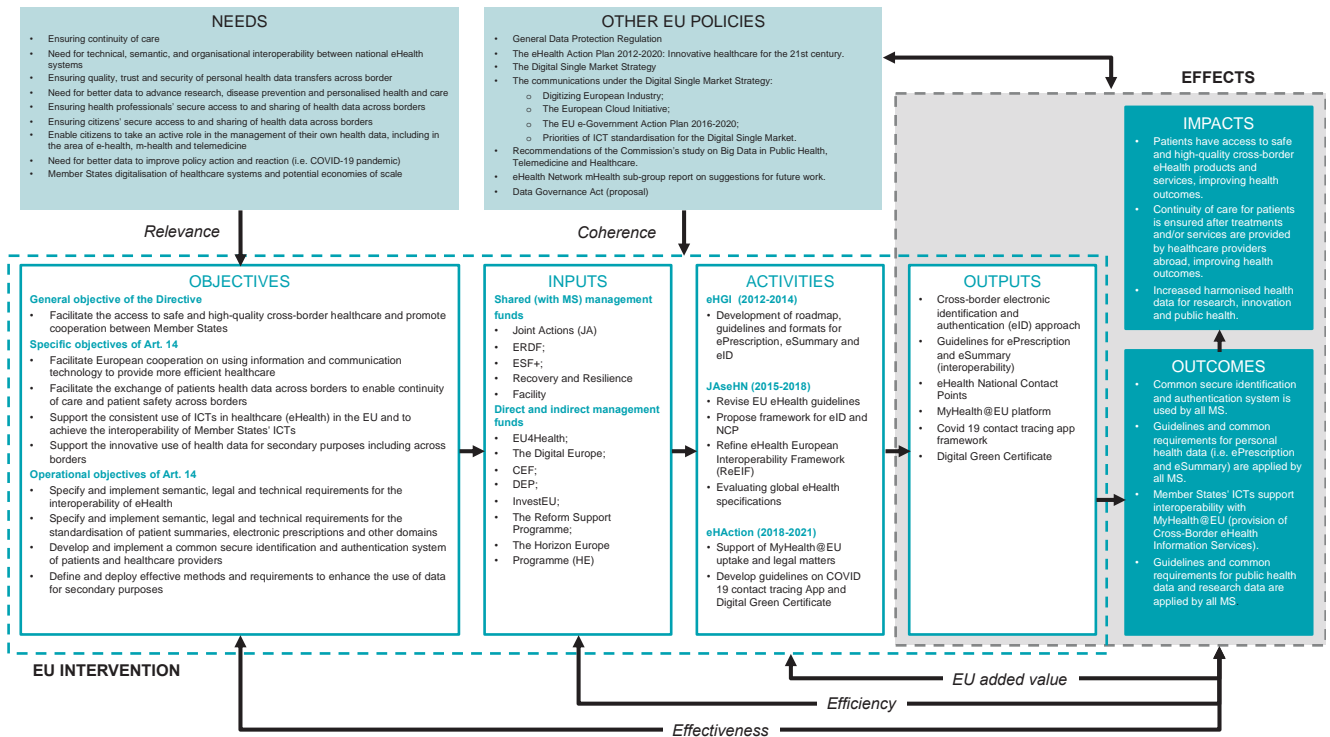 NEEDS
• Ensuring continuity of care
• Need for technical, semantic, and organisational interoperability between national eHealth
systems
• Ensuring quality, trust and security of personal health data transfers across border
• Need for better data to advance research, disease prevention and personalised health and care
• Ensuring health professionals' secure access to and sharing of health data across borders
• Ensuring citizens' secure access to and sharing of health data across borders
• Enable citizens to take an active role in the management of their own health data, including in
the area of e-health, m-health and telemedicine
• Need for better data to improve policy action and reaction (i.e. COVID-19 pandemic)
• Member States digitalisation of healthcare systems and potential economies of scale
OTHER EU POLICIES
• General Data Protection Regulation
• The eHealth Action Plan 2012-2020: Innovative healthcare for the 21st century.
• The Digital Single Market Strategy
• The communications under the Digital Single Market Strategy:
o Digitizing European Industry;
o The European Cloud Initiative;
o The EU e-Government Action Plan 2016-2020;
o Priorities of ICT standardisation for the Digital Single Market.
• Recommendations of the Commission's study on Big Data in Public Health,
Telemedicine and Healthcare.
• eHealth Network mHealth sub-group report on suggestions for future work.
• Data Governance Act (proposal)
EFFECTS
IMPACTS
• Patients have access to safe
and high-quality cross-border
eHealth products and
services, improving health
outcomes.
• Continuity of care for patients
is ensured after treatments
and/or services are provided
by healthcare providers
abroad, improving health
outcomes.
• Increased harmonised health
data for research, innovation
and public health.
Relevance
Coherence
OBJECTIVES
General objective of the Directive
• Facilitate the access to safe and high-quality cross-border healthcare and promote
cooperation between Member States
Specific objectives of Art. 14
• Facilitate European cooperation on using information and communication
technology to provide more efficient healthcare
• Facilitate the exchange of patients health data across borders to enable continuity
of care and patient safety across borders
• Support the consistent use of ICTs in healthcare (eHealth) in the EU and to
achieve the interoperability of Member States' ICTs
• Support the innovative use of health data for secondary purposes including across
borders
Operational objectives of Art. 14
• Specify and implement semantic, legal and technical requirements for the
interoperability of eHealth
• Specify and implement semantic, legal and technical requirements for the
standardisation of patient summaries, electronic prescriptions and other domains
• Develop and implement a common secure identification and authentication system
of patients and healthcare providers
• Define and deploy effective methods and requirements to enhance the use of data
for secondary purposes
INPUTS
Shared (with MS) management
funds
• Joint Actions (JA)
• ERDF;
• ESF+;
• Recovery and Resilience
• Facility
Direct and indirect management
funds
• EU4Health;
• The Digital Europe;
• CEF;
• DEP;
• InvestEU;
• The Reform Support
Programme;
• The Horizon Europe
• Programme (HE)
ACTIVITIES
eHGI (2012-2014)
• Development of roadmap,
guidelines and formats for
ePrescription, eSummary and
eID
JAseHN (2015-2018)
• Revise EU eHealth guidelines
• Propose framework for eID and
NCP
• Refine eHealth European
Interoperability Framework
(ReEIF)
• Evaluating global eHealth
specifications
eHAction (2018-2021)
• Support of MyHealth@EU
uptake and legal matters
• Develop guidelines on COVID
19 contact tracing App and
Digital Green Certificate
OUTPUTS
• Cross-border electronic
identification and
authentication (eID) approach
• Guidelines for ePrescription
and eSummary
(interoperability)
• eHealth National Contact
Points
• MyHealth@EU platform
• Covid 19 contact tracing app
framework
• Digital Green Certificate
OUTCOMES
• Common secure identification
and authentication system is
used by all MS.
• Guidelines and common
requirements for personal
health data (i.e. ePrescription
and eSummary) are applied by
all MS.
• Member States' ICTs support
interoperability with
MyHealth@EU (provision of
Cross-Border eHealth
Information Services).
• Guidelines and common
requirements for public health
data and research data are
applied by all MS.
EU INTERVENTION
EU added value
Efficiency
Effectiveness